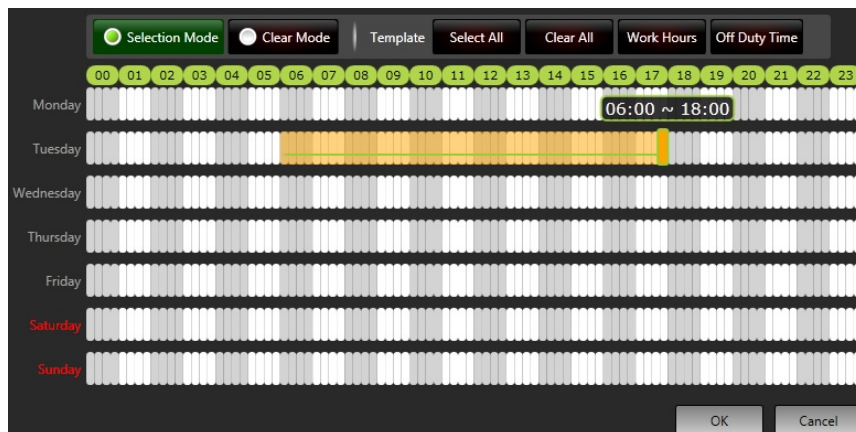 Selection Mode Clear Mode Template Select All Clear All Work Hours Off Duty Time
00 01 02 03 04 05 06 07 08 09 10 11 12 13 14 15 16 17 18 19 20 21 22 23
Monday 06:00 ~ 18:00
Tuesday
Wednesday
Thursday
Friday
Saturday
Sunday
OK Cancel